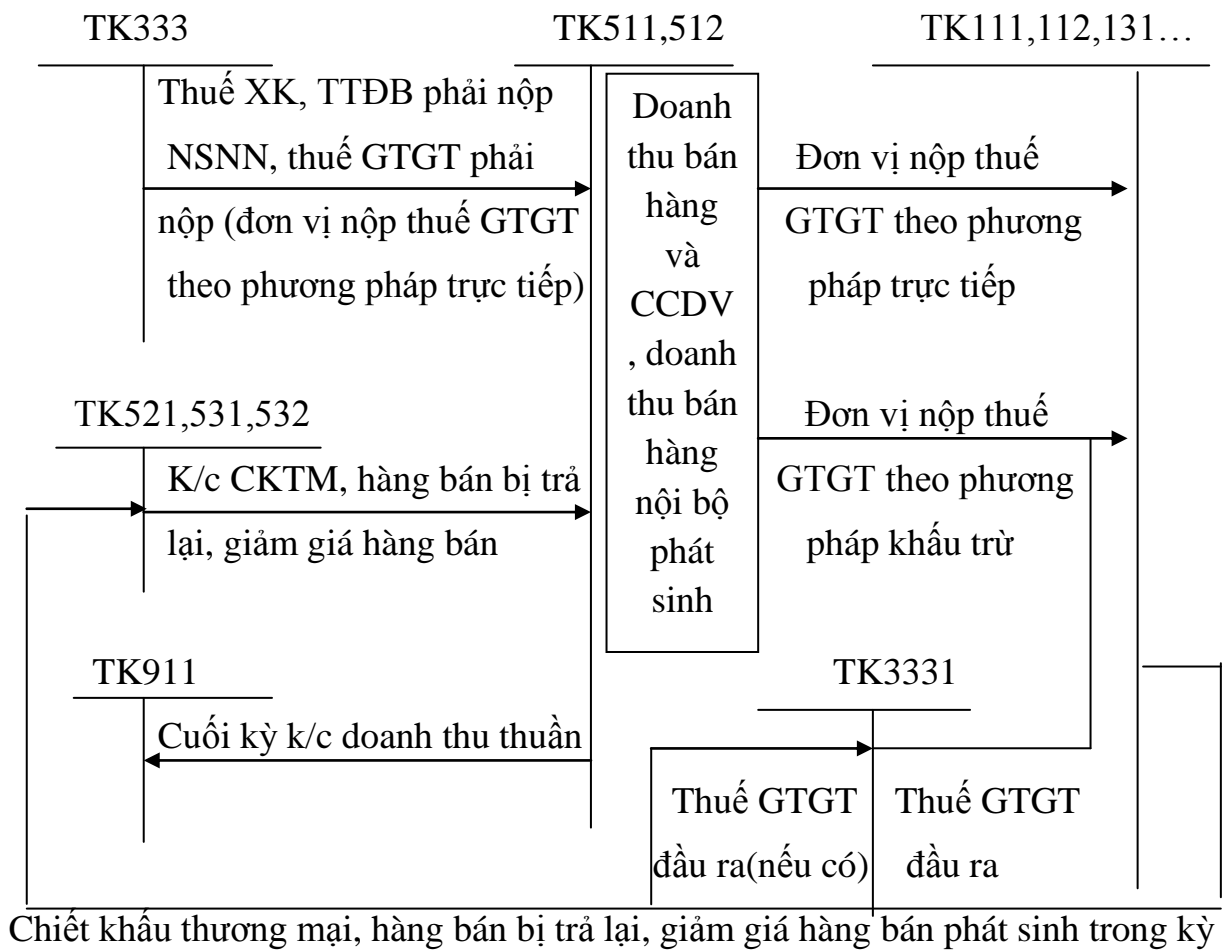 TK333
TK511,512
TK111,112,131…
Thuế XK, TTĐB phải nộp
NSNN, thuế GTGT phải
nộp (đơn vị nộp thuế GTGT
theo phương pháp trực tiếp)
Doanh
thu bán
hàng
và
CCDV
, doanh
thu bán
hàng
nội bộ
phát
sinh
Đơn vị nộp thuế
GTGT theo phương
pháp trực tiếp
TK521,531,532
K/c CKTM, hàng bán bị trả
lại, giảm giá hàng bán
Đơn vị nộp thuế
GTGT theo phương
pháp khấu trừ
TK911
Cuối kỳ k/c doanh thu thuần
TK3331
Thuế GTGT
đầu ra(nếu có)
Thuế GTGT
đầu ra
Chiết khấu thương mại, hàng bán bị trả lại, giảm giá hàng bán phát sinh trong kỳ